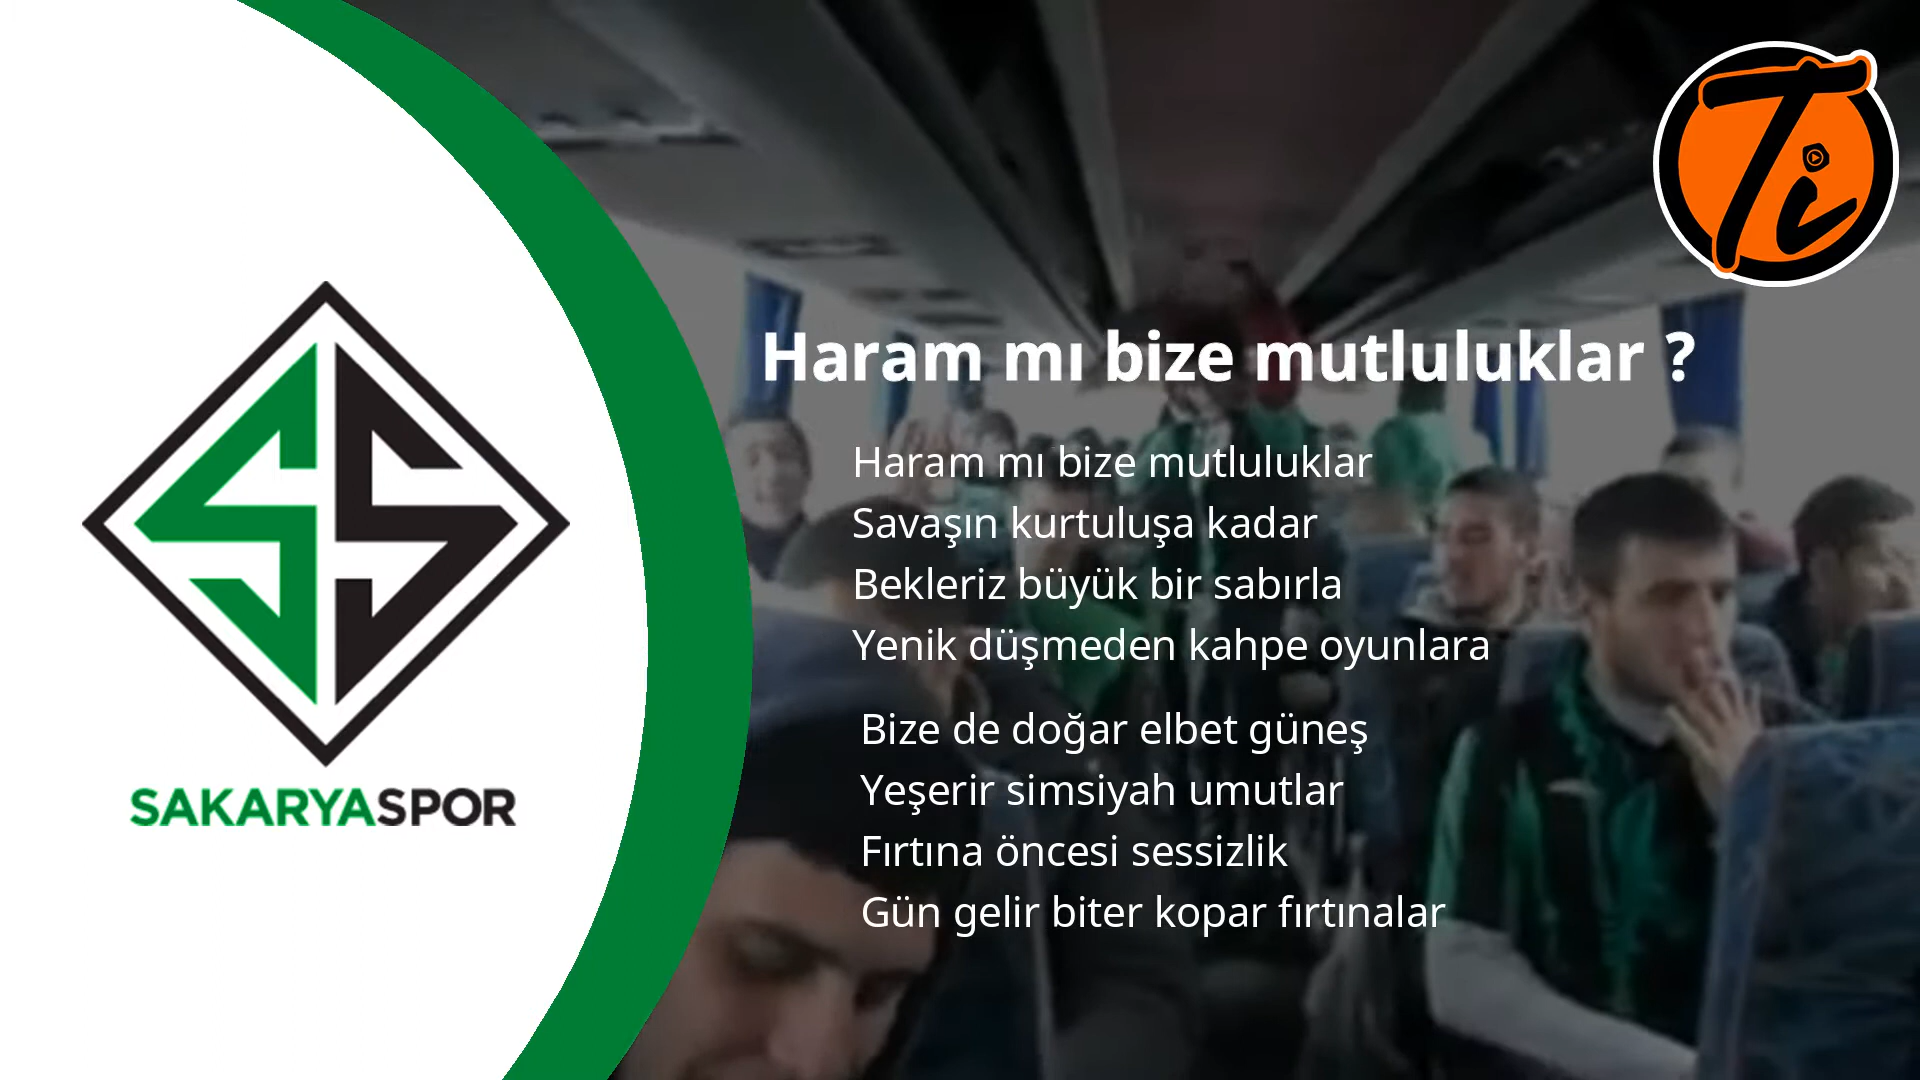 SAKARYASPOR
Ti
Haram mı bize mutluluklar ?
Haram mı bize mutluluklar
Savaşın kurtuluşa kadar
Bekleriz büyük bir sabırla
Yenik düşmeden kahpe oyunlara
Bize de doğar elbet güneş
Yeşerir simsiyah umutlar
Fırtına öncesi sessizlik
Gün gelir biter kopar fırtınalar